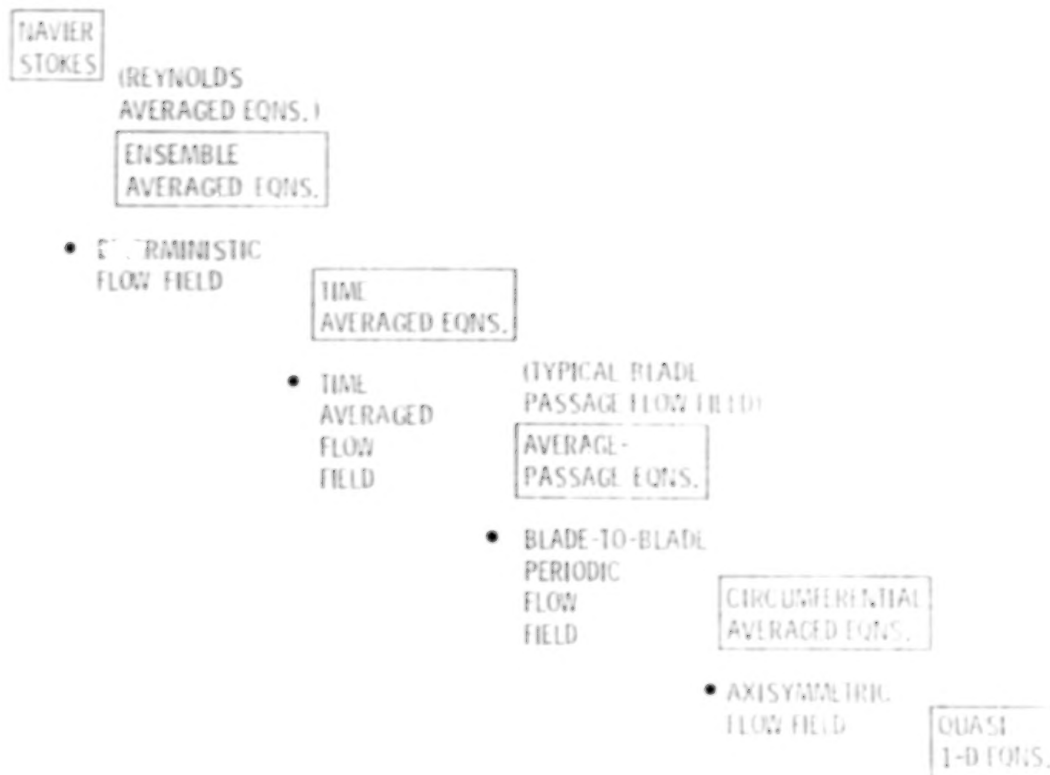 NAVIER
STOKES
(REYNOLDS
AVERAGED EQNS.)
ENSEMBLE
AVERAGED EQNS.
• FLOW FIELD
TIME
AVERAGED EQNS.
• TIME
AVERAGED
FLOW
FIELD
(TYPICAL BLADE
PASSAGE FLOW FIELD)
AVERAGE-
PASSAGE EQNS.
• BLADE-TO-BLADE
PERIODIC
FLOW
FIELD
CIRCUMFERENTIAL
AVERAGED EQNS.
• AXISYMMETRIC
FLOW FIELD
QUASI
1-D EQNS.